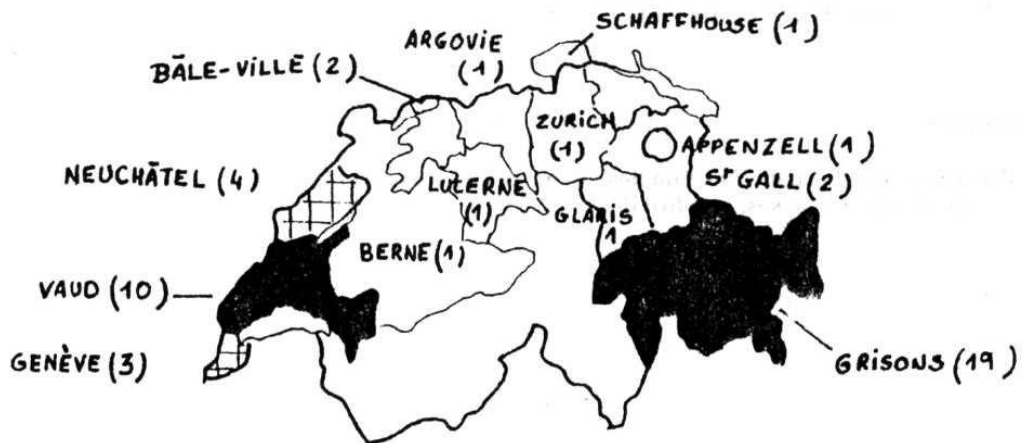 SCHAFFHOUSE (1)
ARGOVIE
(1)
BÂLE-VILLE (2)
ZURICH
(1)
APPENZELL (1)
NEUCHÂTEL (4)
LUCERNE
(1)
St GALL (2)
GLARIS
1
BERNE (1)
VAUD (10)
GENÈVE (3)
GRISONS (19)